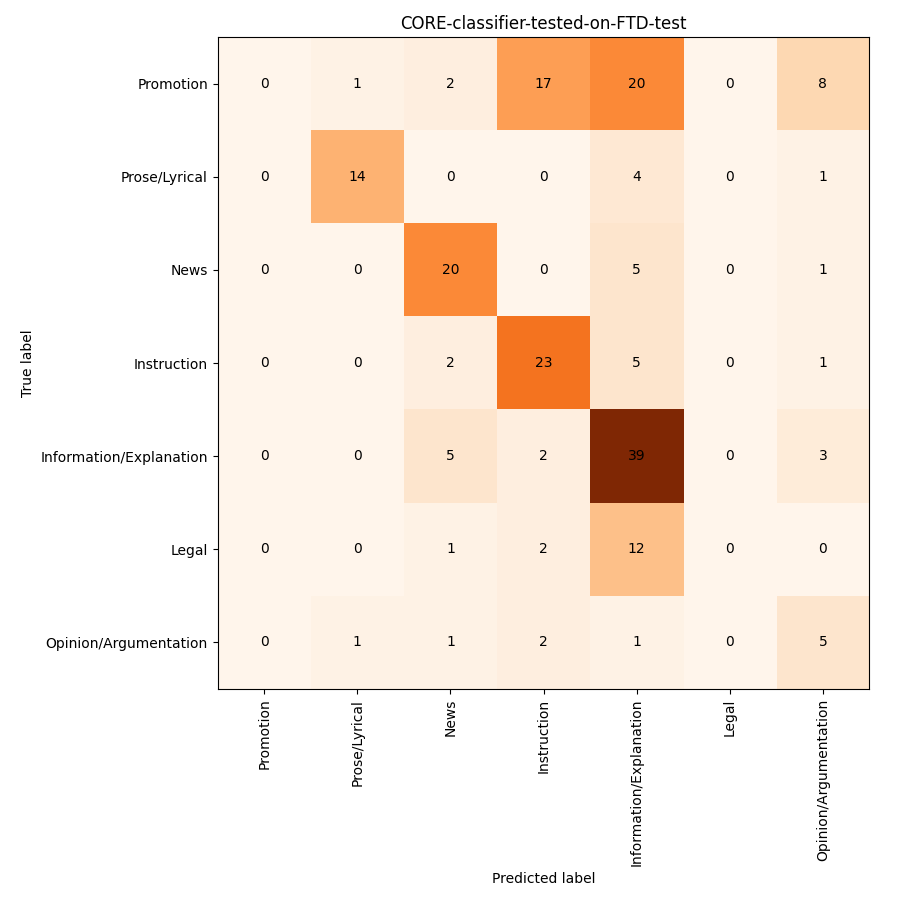 CORE-classifier-tested-on-FTD-test
Promotion 0 1 2 17 20 0 8
Prose/Lyrical 0 14 0 0 4 0 1
News 0 0 20 0 5 0 1
Instruction 0 0 2 23 5 0 1
Information/Explanation 0 0 5 2 39 0 3
Legal 0 0 1 2 12 0 0
Opinion/Argumentation 0 1 1 2 1 0 5
True label
Promotion
Prose/Lyrical
News
Instruction
Information/Explanation
Legal
Opinion/Argumentation
Predicted label